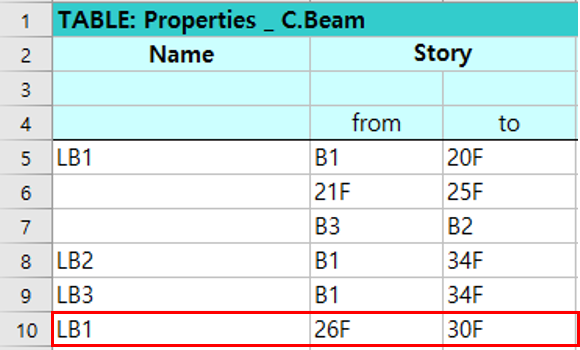 1 TABLE: Properties _ C.Beam
2 Name Story
3
4 from to
5 LB1 B1 20F
6 21F 25F
7 B3 B2
8 LB2 B1 34F
9 LB3 B1 34F
10 LB1 26F 30F